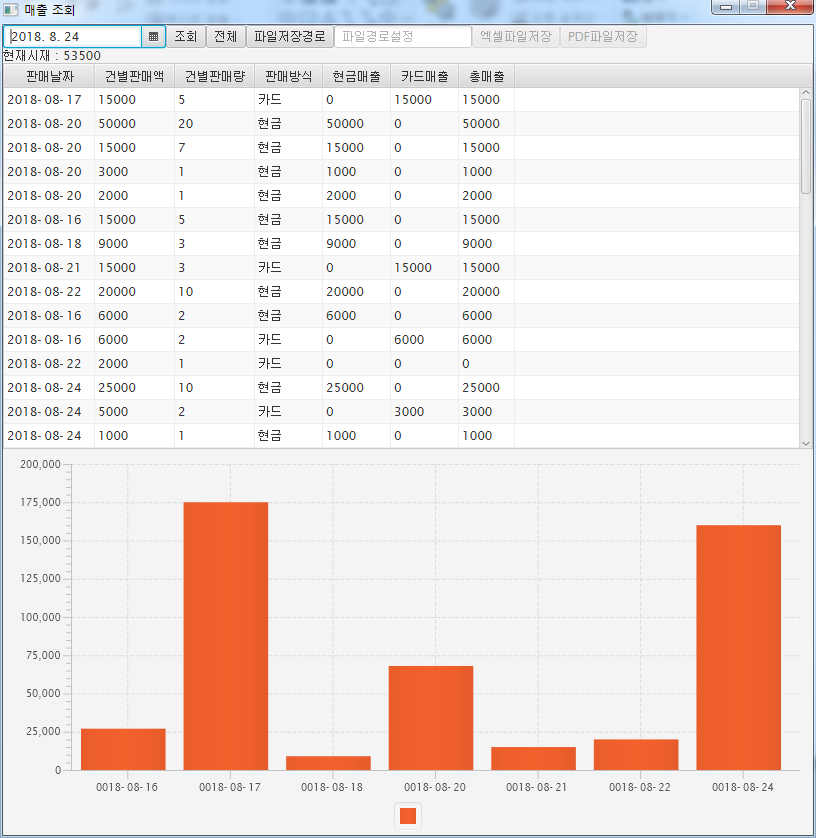 매출 조회
2018. 8. 24 조회 전체 파일저장경로 파일경로설정 엑셀파일저장 PDF파일저장
현재시재 : 53500
판매날짜 건별판매액 건별판매량 판매방식 현금매출 카드매출 총매출
2018-08-17 15000 5 카드 0 15000 15000
2018-08-20 50000 20 현금 50000 0 50000
2018-08-20 15000 7 현금 15000 0 15000
2018-08-20 3000 1 현금 1000 0 1000
2018-08-20 2000 1 현금 2000 0 2000
2018-08-16 15000 5 현금 15000 0 15000
2018-08-18 9000 3 현금 9000 0 9000
2018-08-21 15000 3 카드 0 15000 15000
2018-08-22 20000 10 현금 20000 0 20000
2018-08-16 6000 2 현금 6000 0 6000
2018-08-16 6000 2 카드 0 6000 6000
2018-08-22 2000 1 카드 0 0 0
2018-08-24 25000 10 현금 25000 0 25000
2018-08-24 5000 2 카드 0 3000 3000
2018-08-24 1000 1 현금 1000 0 1000
200,000
175,000
150,000
125,000
100,000
75,000
50,000
25,000
0
0018-08-16 0018-08-17 0018-08-18 0018-08-20 0018-08-21 0018-08-22 0018-08-24